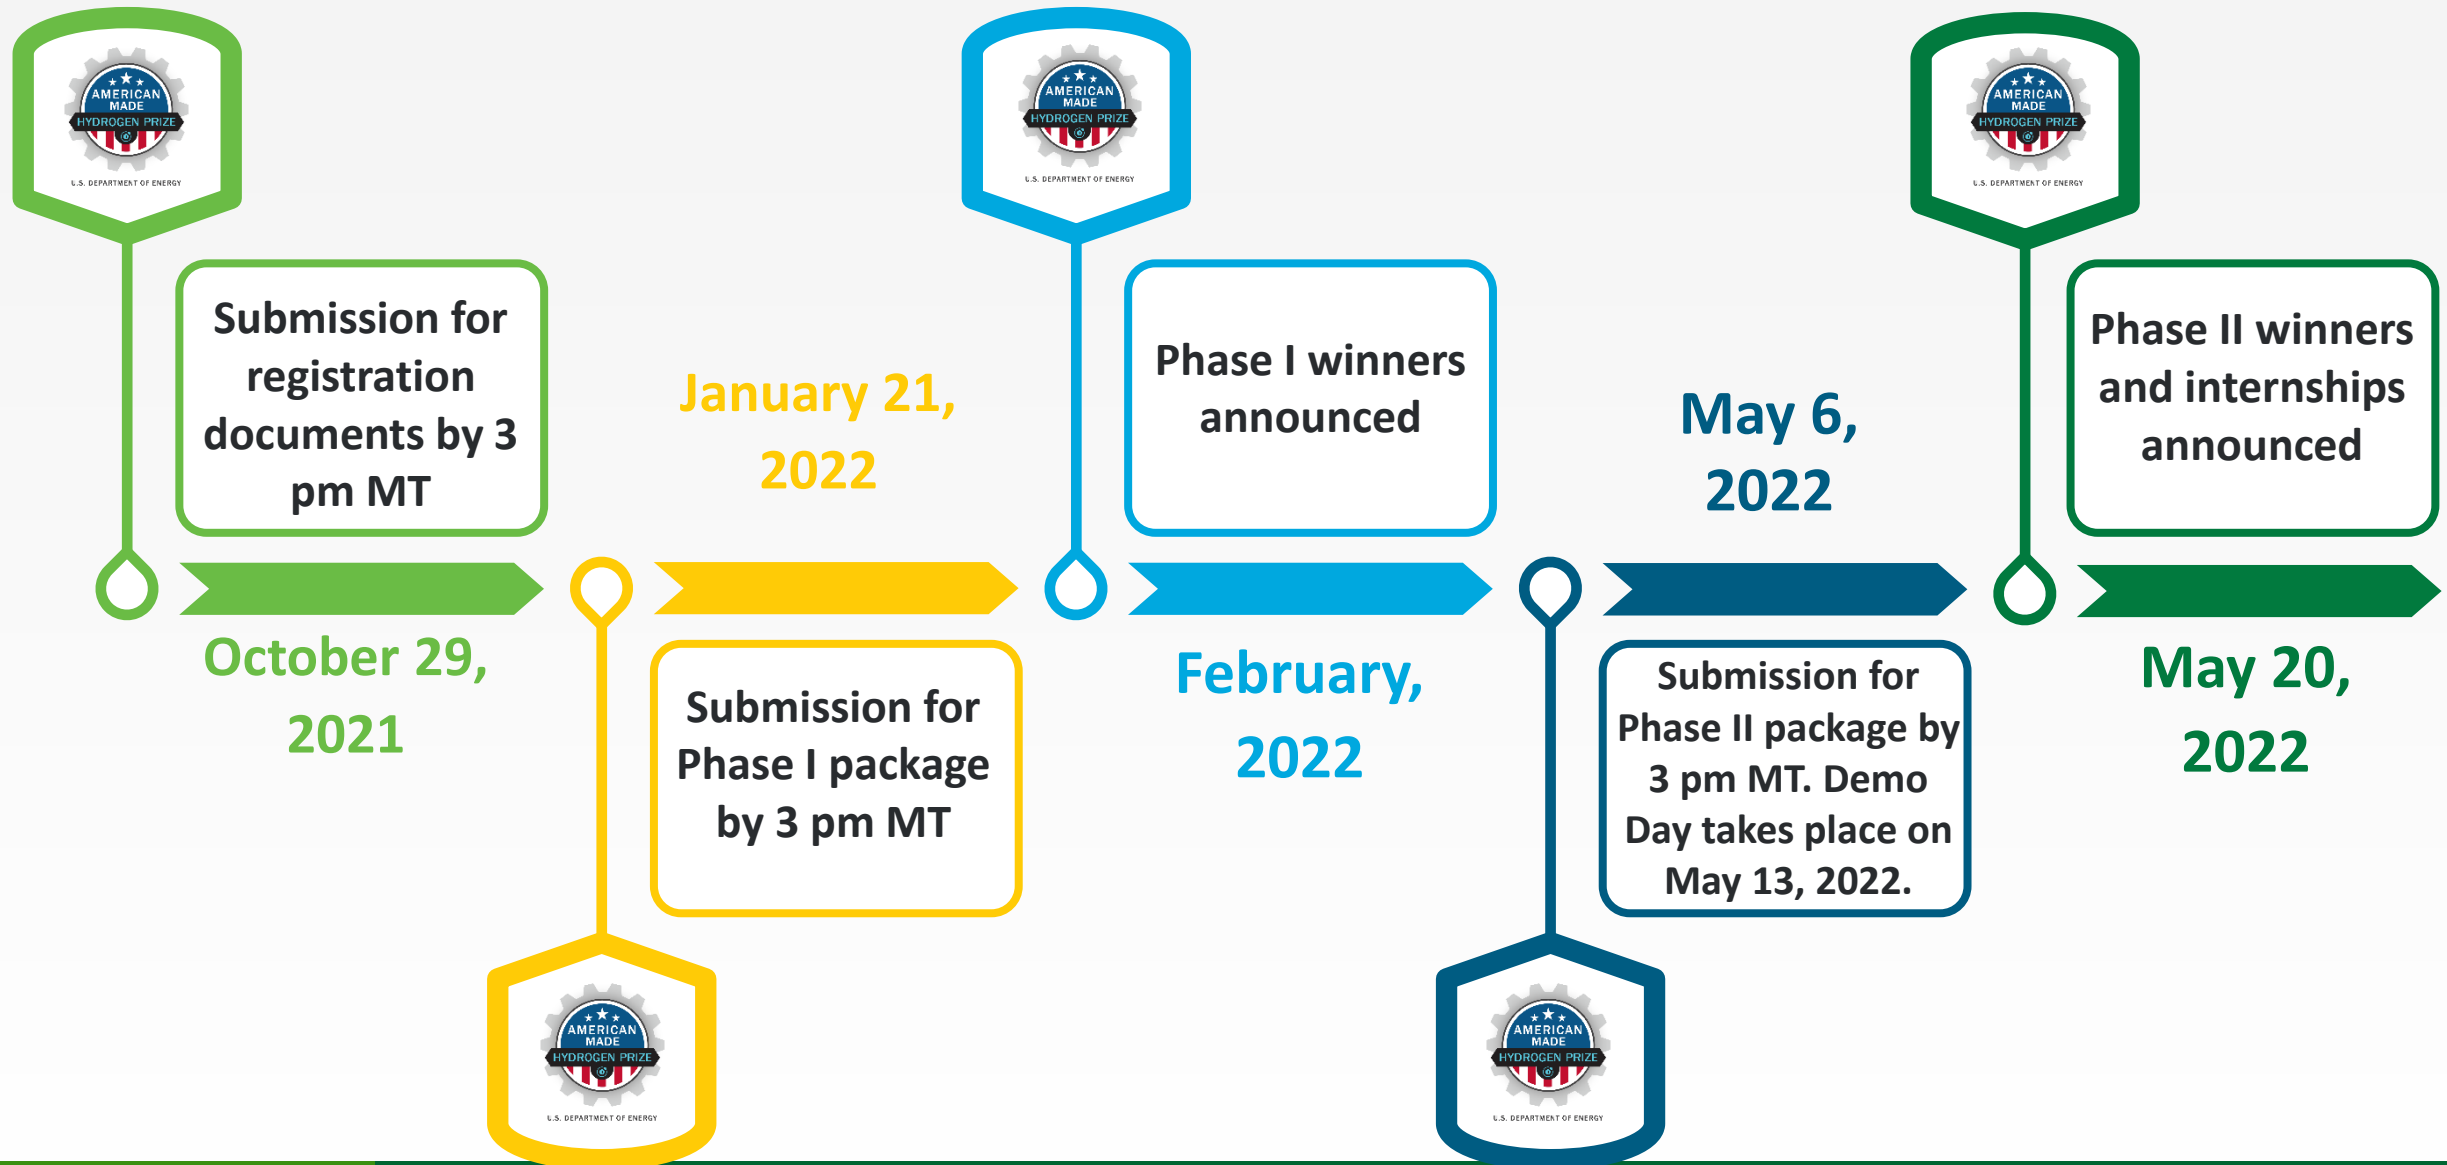 AMERICAN
MADE
HYDROGEN PRIZE
U.S. DEPARTMENT OF ENERGY
Submission for
registration
documents by 3
pm MT
October 29,
2021
January 21,
2022
Submission for
Phase I package
by 3 pm MT
AMERICAN
MADE
HYDROGEN PRIZE
U.S. DEPARTMENT OF ENERGY
AMERICAN
MADE
HYDROGEN PRIZE
U.S. DEPARTMENT OF ENERGY
Phase I winners
announced
February,
2022
May 6,
2022
Submission for
Phase II package by
3 pm MT. Demo
Day takes place on
May 13, 2022.
AMERICAN
MADE
HYDROGEN PRIZE
U.S. DEPARTMENT OF ENERGY
AMERICAN
MADE
HYDROGEN PRIZE
U.S. DEPARTMENT OF ENERGY
Phase II winners
and internships
announced
May 20,
2022